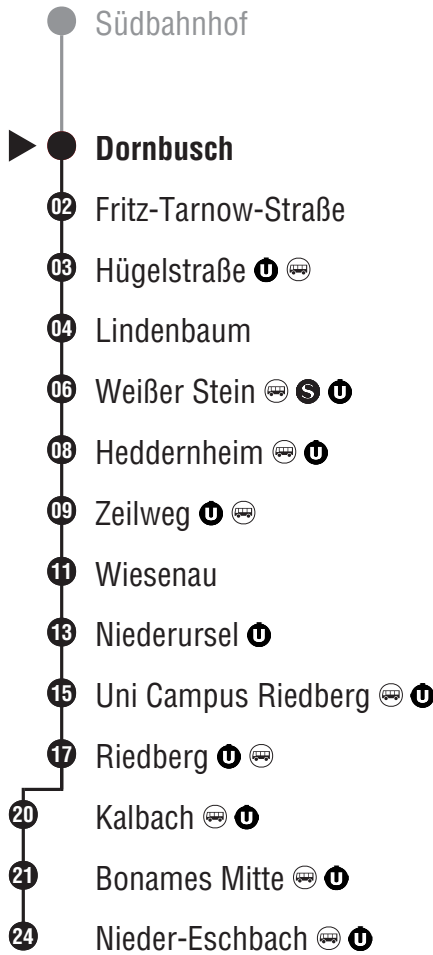 Südbahnhof
Dornbusch
02 Fritz-Tarnow-Straße
03 Hügelstraße U
04 Lindenbaum
06 Weißer Stein S U
08 Heddernheim U
09 Zeilweg U
11 Wiesenau
13 Niederursel U
15 Uni Campus Riedberg U
17 Riedberg U
20 Kalbach U
21 Bonames Mitte U
24 Nieder-Eschbach U